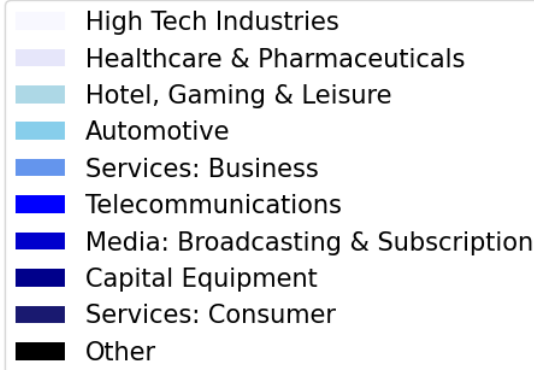 High Tech Industries
Healthcare & Pharmaceuticals
Hotel, Gaming & Leisure
Automotive
Services: Business
Telecommunications
Media: Broadcasting & Subscription
Capital Equipment
Services: Consumer
Other